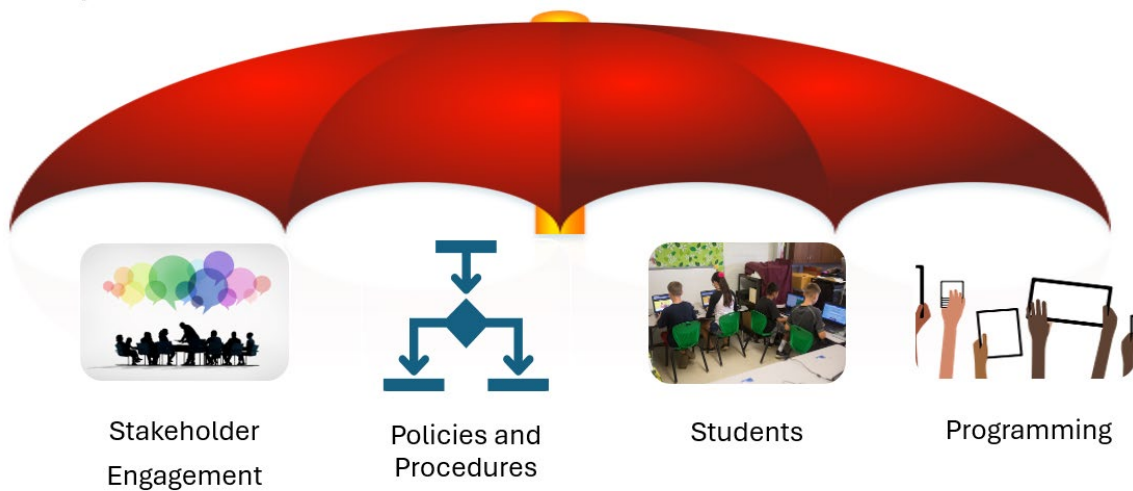 Stakeholder
Engagement
Policies and
Procedures
Students
Programming